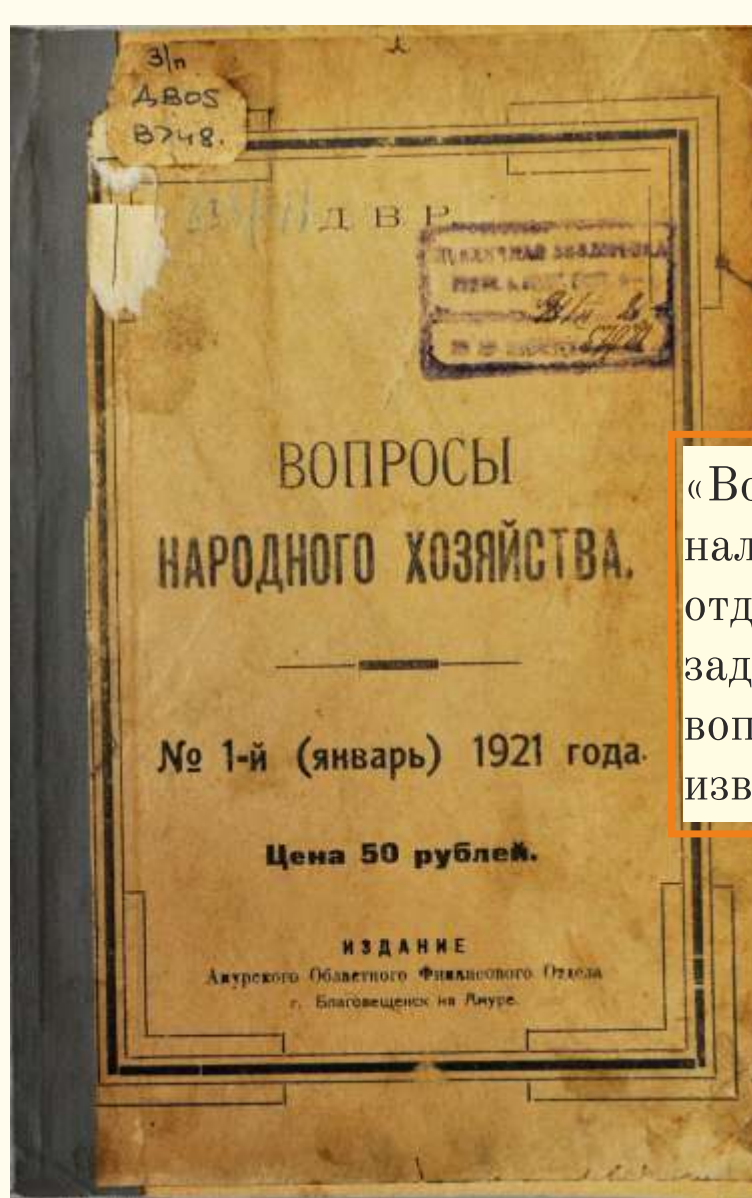 З/п
ДВ05
В748.
ДВР
ВОПРОСЫ
НАРОДНОГО ХОЗЯЙСТВА.
№ 1-й (январь) 1921 года.
Цена 50 рублей.
ИЗДАНИЕ
Амурского Областного Финансового Отдела
г. Благовещенск на Амуре.
«Во
нал
отд
зад
воп
изв